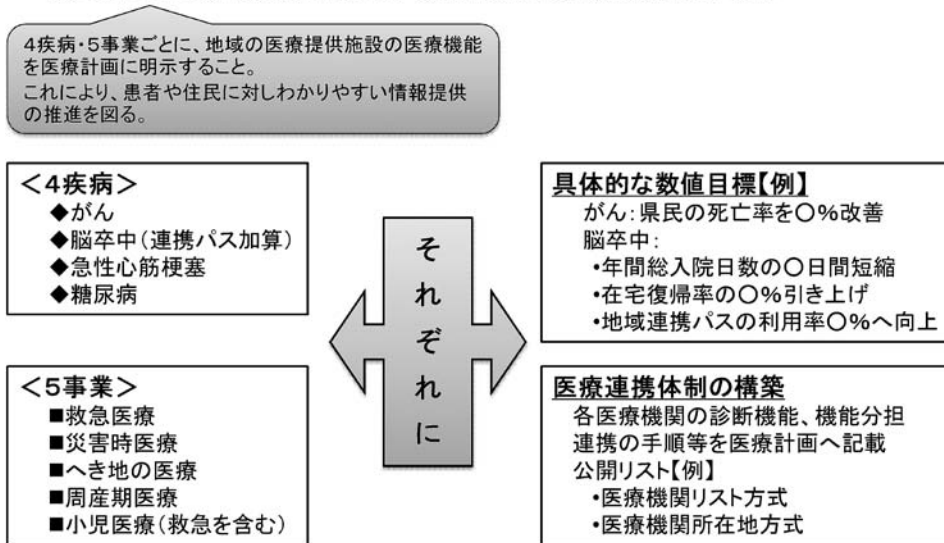 4疾病・5事業ごとに、地域の医療提供施設の医療機能
を医療計画に明示すること。
これにより、患者や住民に対しわかりやすい情報提供
の推進を図る。
<4疾病>
◆がん
◆脳卒中(連携パス加算)
◆急性心筋梗塞
◆糖尿病
<5事業>
■救急医療
■災害時医療
■へき地の医療
■周産期医療
■小児医療(救急を含む)
それぞれに
具体的な数値目標【例】
がん:県民の死亡率を○%改善
脳卒中:
・年間総入院日数の○日間短縮
・在宅復帰率の○%引き上げ
・地域連携パスの利用率○%へ向上
医療連携体制の構築
各医療機関の診断機能、機能分担
連携の手順等を医療計画へ記載
公開リスト【例】
・医療機関リスト方式
・医療機関所在地方式